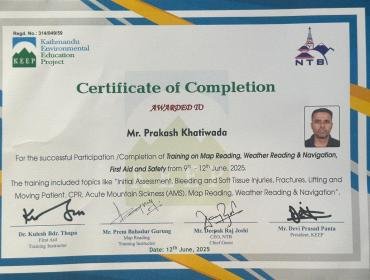 Regd. No.: 314/049/59
KEEP
Kathmandu
Environmental
Education
Project
NTB
Certificate of Completion
AWARDED TO
Mr. Prakash Khatiwada
For the successful Participation /Completion of Training on Map Reading, Weather Reading & Navigation,
First Aid and Safety from 9th - 12th June, 2025.
The training included topics like "Initial Assessment, Bleeding and Soft Tissue Injuries, Fractures, Lifting and
Moving Patient, CPR, Acute Mountain Sickness (AMS), Map Reading, Weather Reading & Navigation".
Dr. Kulesh Bdr. Thapa
First Aid
Training Instructor
Mr. Prem Bahadur Gurung
Map Reading
Training Instructor
Mr. Deepak Raj Joshi
CEO, NTB
Chief Guest
Mr. Devi Prasad Panta
President, KEEP
Date: 12th June, 2025